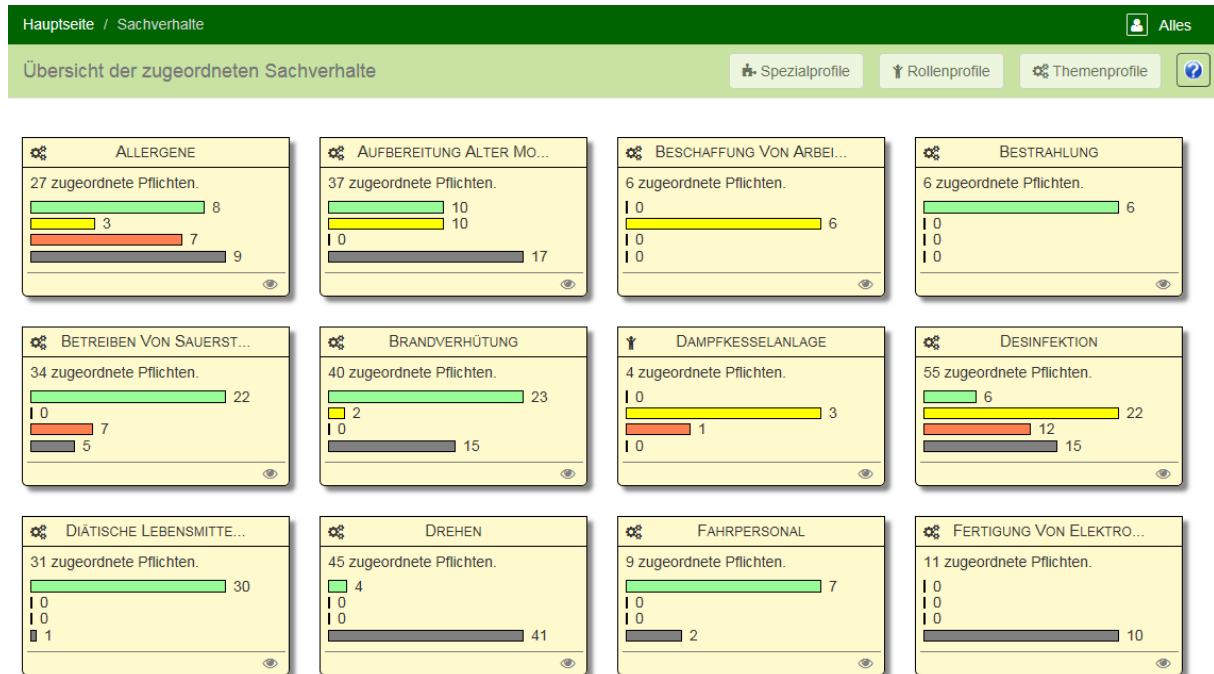 Hauptseite / Sachverhalte
Alles
Übersicht der zugeordneten Sachverhalte
Spezialprofile
Rollenprofile
Themenprofile
?
ALLERGENE
27 zugeordnete Pflichten.
8
3
7
9
AUFBEREITUNG ALTER MO...
37 zugeordnete Pflichten.
10
10
0
17
BESCHAFFUNG VON ARBEI...
6 zugeordnete Pflichten.
0
6
0
0
BESTRAHLUNG
6 zugeordnete Pflichten.
6
0
0
0
BETREIBEN VON SAUERST...
34 zugeordnete Pflichten.
22
0
7
5
BRANDVERHÜTUNG
40 zugeordnete Pflichten.
23
2
0
15
DAMPFKESSELANLAGE
4 zugeordnete Pflichten.
0
3
1
0
DESINFEKTION
55 zugeordnete Pflichten.
6
22
12
15
DIÄTISCHE LEBENSMITTE...
31 zugeordnete Pflichten.
30
0
0
1
DREHEN
45 zugeordnete Pflichten.
4
0
0
41
FAHRPERSONAL
9 zugeordnete Pflichten.
7
0
0
2
FERTIGUNG VON ELEKTRO...
11 zugeordnete Pflichten.
0
0
0
10